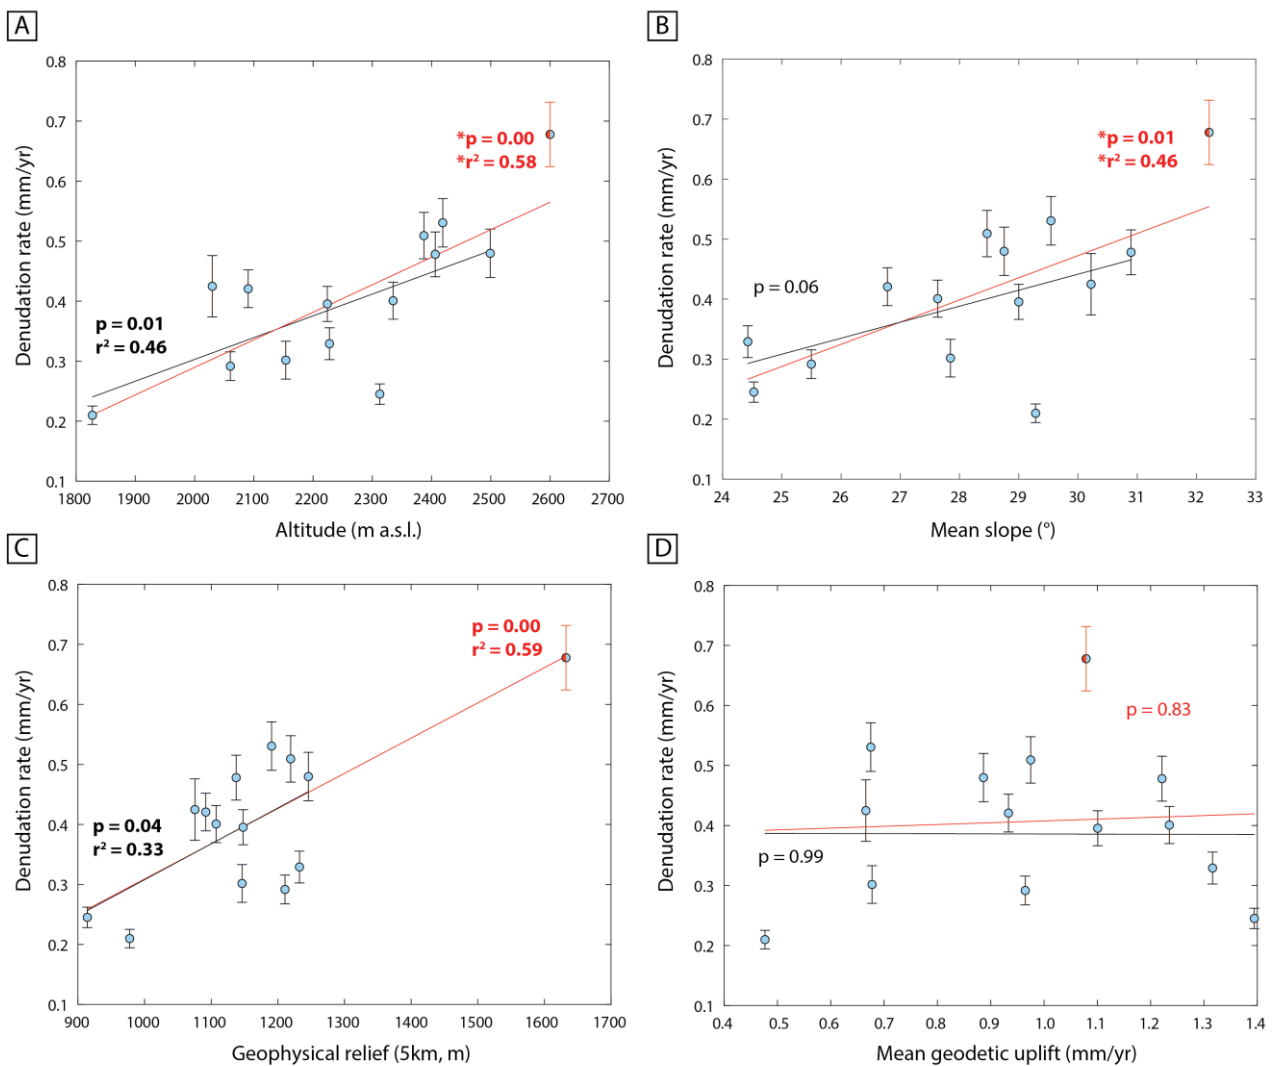 A
Denudation rate (mm/yr)
0.8
0.7
0.6
0.5
0.4
0.3
0.2
0.1
*p = 0.00
*r² = 0.58
p = 0.01
r² = 0.46
1800 1900 2000 2100 2200 2300 2400 2500 2600 2700
Altitude (m a.s.l.)
B
Denudation rate (mm/yr)
0.8
0.7
0.6
0.5
0.4
0.3
0.2
0.1
*p = 0.01
*r² = 0.46
p = 0.06
24 25 26 27 28 29 30 31 32 33
Mean slope (°)
C
Denudation rate (mm/yr)
0.8
0.7
0.6
0.5
0.4
0.3
0.2
0.1
p = 0.00
r² = 0.59
p = 0.04
r² = 0.33
900 1000 1100 1200 1300 1400 1500 1600 1700
Geophysical relief (5km, m)
D
Denudation rate (mm/yr)
0.8
0.7
0.6
0.5
0.4
0.3
0.2
0.1
p = 0.83
p = 0.99
0.4 0.5 0.6 0.7 0.8 0.9 1.0 1.1 1.2 1.3 1.4
Mean geodetic uplift (mm/yr)